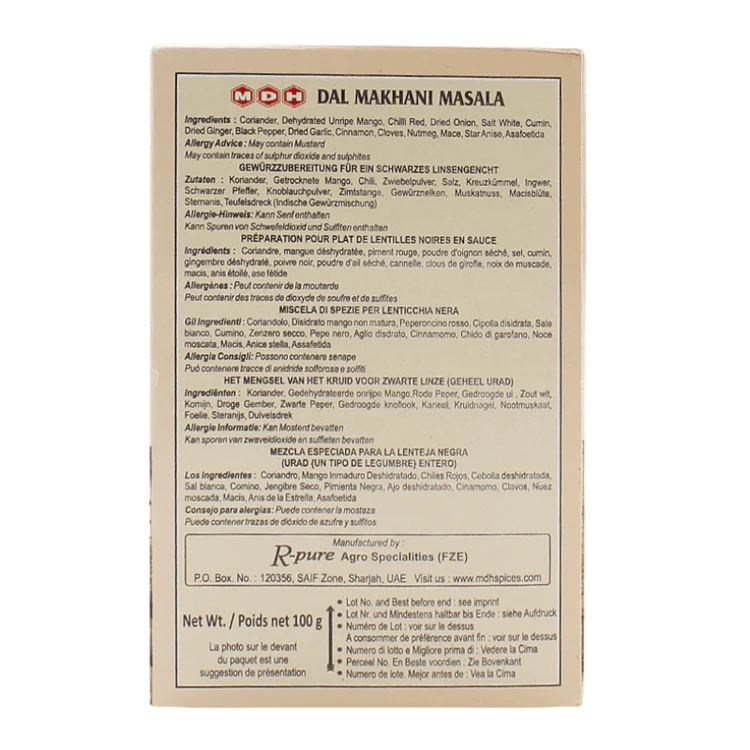 MDH DAL MAKHANI MASALA
Ingredients : Coriander, Dehydrated Unripe Mango, Chilli Red, Dried Onion, Salt White, Cumin,
Dried Ginger, Black Pepper, Dried Garlic, Cinnamon, Cloves, Nutmeg, Mace, Star Anise, Asafoetida
Allergy Advice : May contain Mustard
May contain traces of sulphur dioxide and sulphites
GEWÜRZZUBEREITUNG FÜR EIN SCHWARZES LINSENGENCHT
Zutaten : Koriander, Getrocknete Mango, Chili, Zwiebelpulver, Salz, Kreuzkümmel, Ingwer,
Schwarzer Pfeffer, Knoblauchpulver, Zimtstange, Gewürznelken, Muskatnuss, Macisblüte,
Sternanis, Teufelsdreck (Indische Gewürzmischung)
Allergie-Hinweis: Kann Senf enthalten
Kann Spuren von Schwefeldioxid und Sulfiten enthalten
PRÉPARATION POUR PLAT DE LENTILLES NOIRES EN SAUCE
Ingrédients : Coriandre, mangue déshydratée, piment rouge, poudre d'oignon séché, sel, cumin,
gingembre déshydraté, poivre noir, poudre d'ail séché, cannelle, clous de girofle, noix de muscade,
macis, anis étoilé, ase fétide
Allergènes : Peut contenir de la moutarde
Peut contenir des traces de dioxyde de soufre et de sulfites
MISCELA DI SPEZIE PER LENTICCHIA NERA
Gli Ingredienti : Coriandolo, Disidrato mango non matura, Peperoncino rosso, Cipolla disidrata, Sale
bianco, Cumino, Zenzero secco, Pepe nero, Aglio disdrato, Cinnamomo, Chido di garofano, Noce
moscata, Macis, Anice stella, Assafetida
Allergia Consigli: Possono contenere senape
Può contenere tracce di anidride solforosa e solfiti
HET MENGSEL VAN HET KRUID VOOR ZWARTE LINZE (GEHEEL URAD)
Ingrediënten : Koriander, Gedehydrateerde onrijpe Mango, Rode Peper, Gedroogde ui , Zout wit,
Komijn, Droge Gember, Zwarte Peper, Gedroogde knoflook, Kaneel, Kruidnagel, Nootmuskaat,
Foelie, Steranijs, Duivelsdrek
Allergie Informatie: Kan Mosterd bevatten
Kan sporen van zwaveldioxide en sulfieten bevatten
MEZCLA ESPECIADA PARA LA LENTEJA NEGRA
(URAD {UN TIPO DE LEGUMBRE} ENTERO)
Los ingredientes : Coriandro, Mango Inmaduro Deshidratado, Chiles Rojos, Cebolla deshidratada,
Sal blanca, Comino, Jengibre Seco, Pimienta Negra, Ajo deshidratado, Cinamomo, Clavos, Nuez
moscada, Macis, Anis de la Estrella, Asafoetida
Consejo para alergias: Puede contener la mostaza
Puede contener trazas de dióxido de azufre y sulfitos
Manufactured by :
R-pure Agro Specialities (FZE)
P.O. Box. No. : 120356, SAIF Zone, Sharjah, UAE Visit us : www.mdhspices.com
Net Wt. / Poids net 100 g
La photo sur le devant
du paquet est une
suggestion de présentation
• Lot No. and Best before end : see imprint
• Lot Nr. und Mindestens haltbar bis Ende : siehe Aufdruck
• Numéro de Lot : voir sur le dessus
A consommer de préférence avant fin : voir sur le dessus
• Numero di lotto e Migliore prima di : Vedere la Cima
• Perceel No. En Beste voordien : Zie Bovenkant
• Numero de lote. Mejor antes de : Vea la Cima